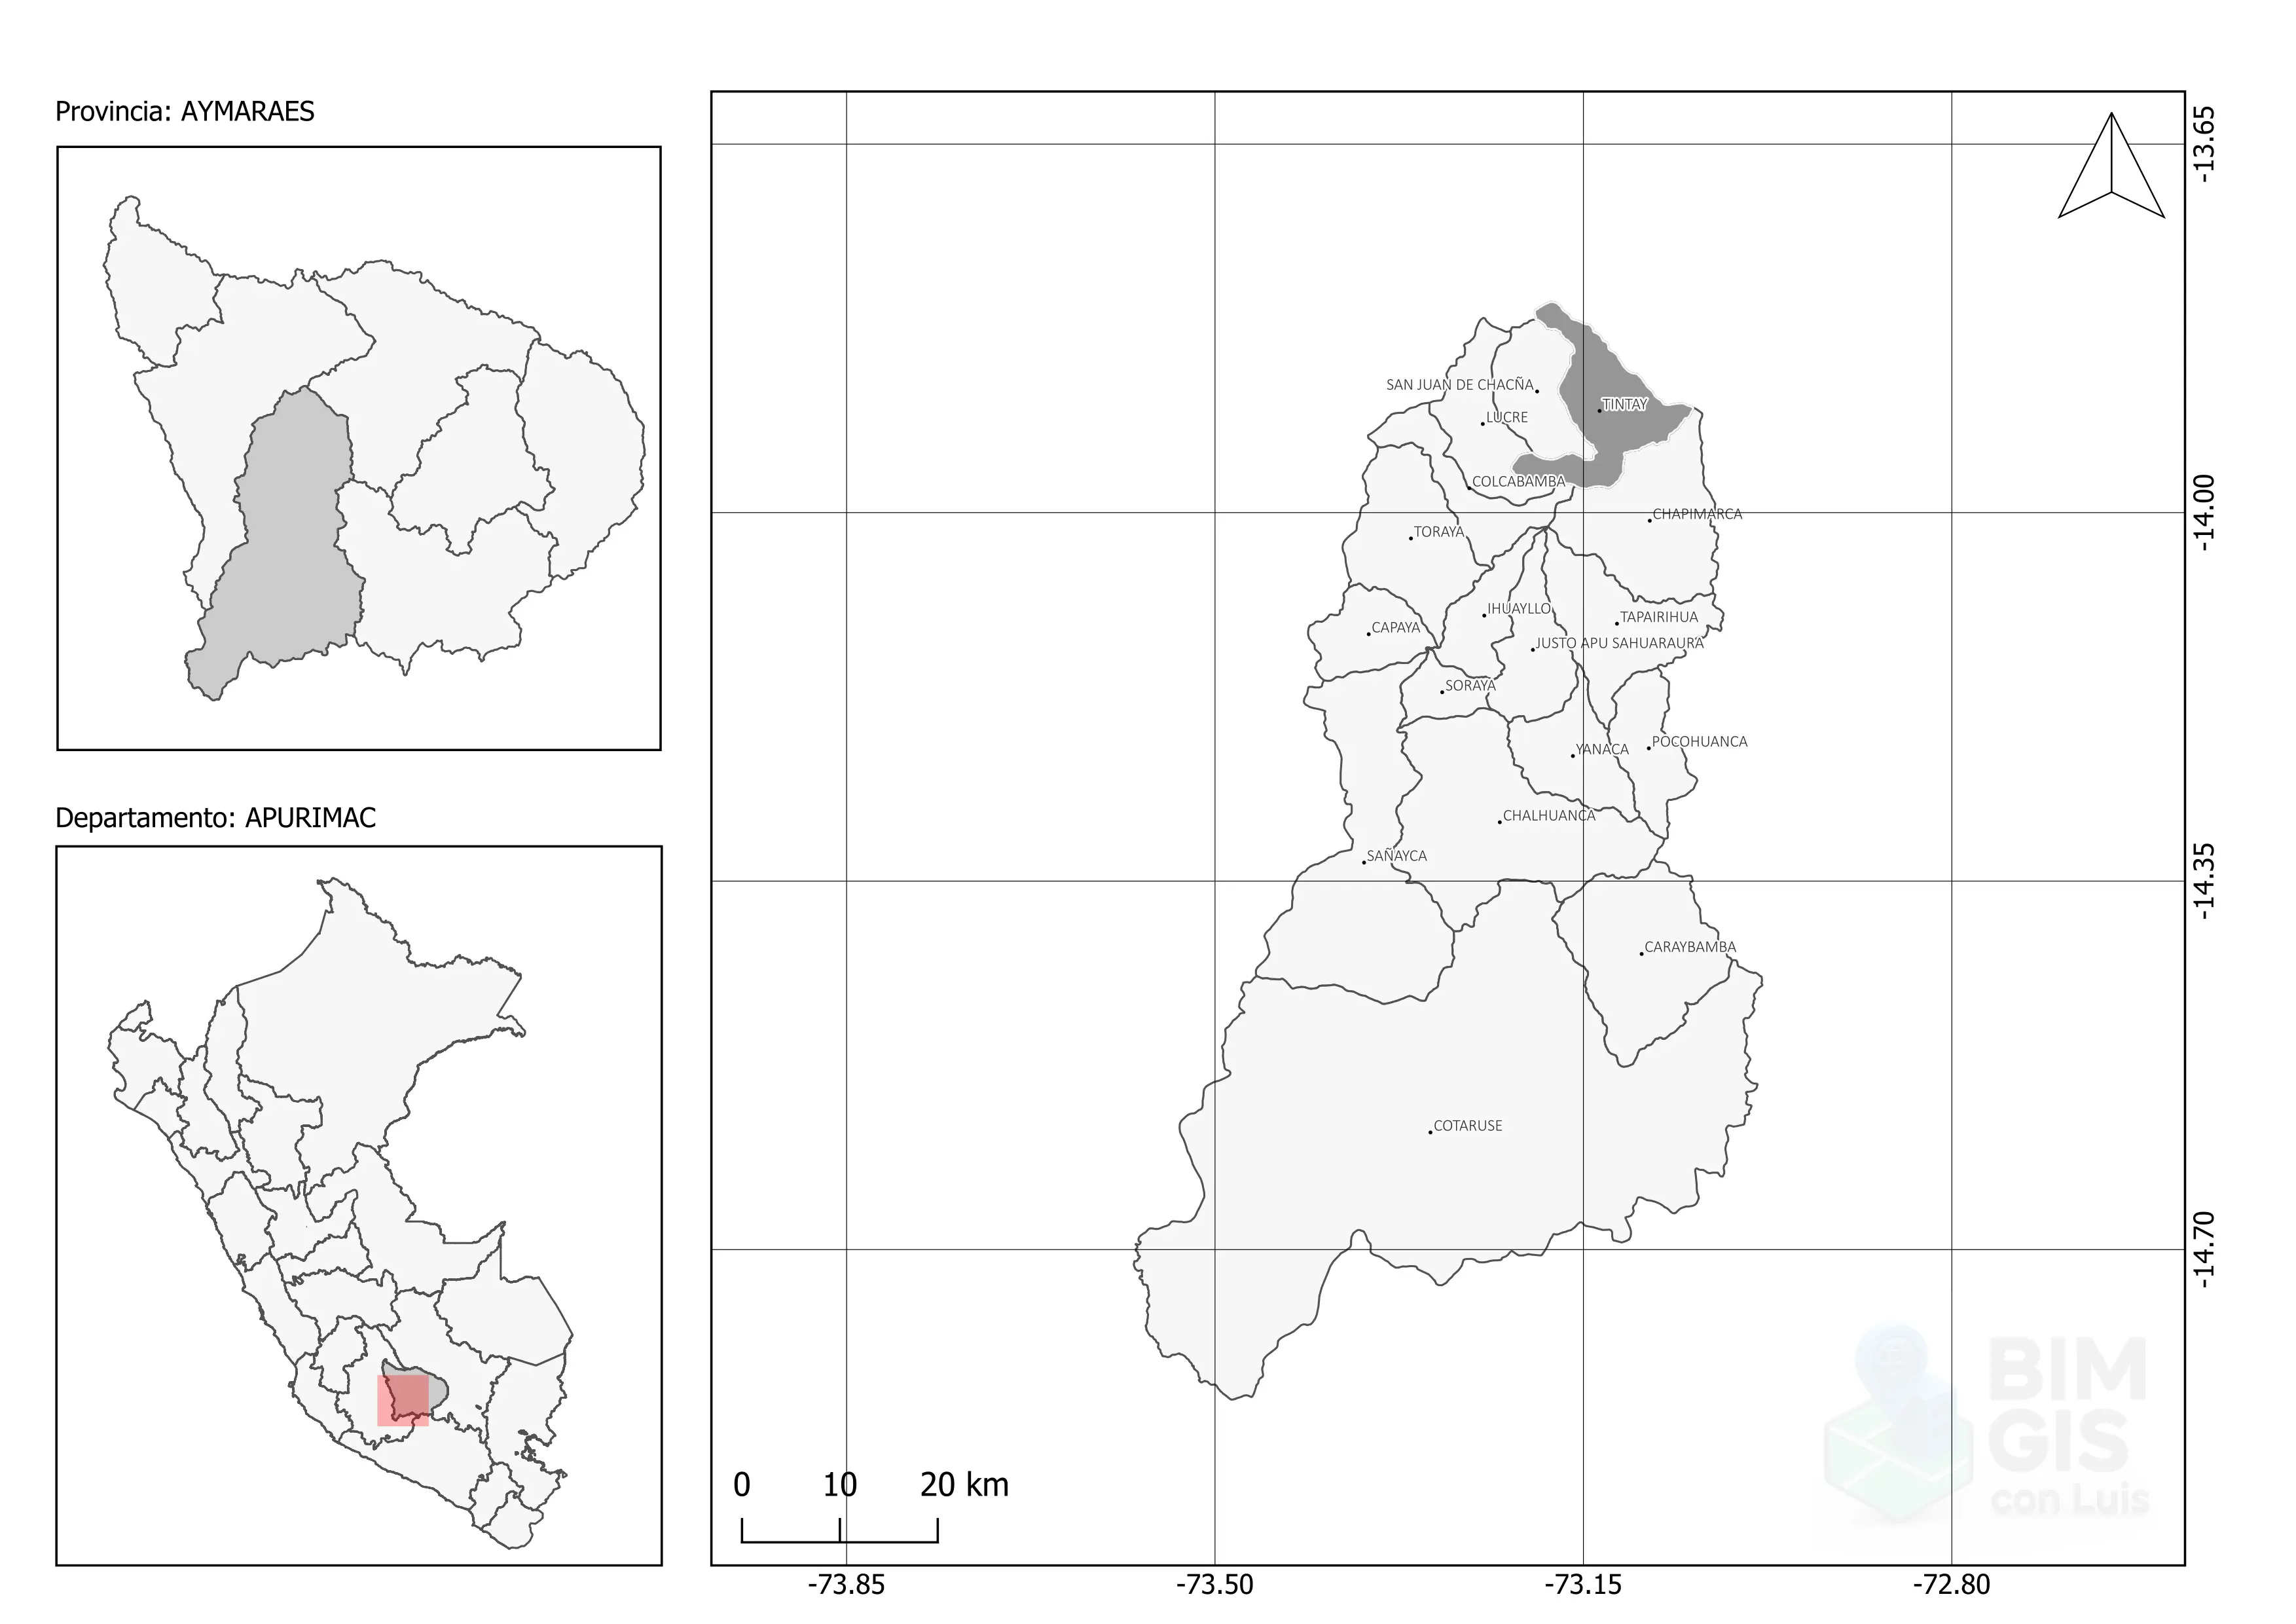 Provincia: AYMARAES
Departamento: APURIMAC
-13.65
SAN JUAN DE CHACÑA
TINTAY
LUCRE
COLCABAMBA
-14.00
CHAPIMARCA
TORAYA
IHUAYLLO
TAPAIRIHUA
CAPAYA
JUSTO APU SAHUARAURA
SORAYA
YANACA
POCOHUANCA
CHALHUANCA
SAÑAYCA
-14.35
CARAYBAMBA
COTARUSE
-14.70
BIM
GIS
con Luis
0 10 20 km
-73.85 -73.50 -73.15 -72.80